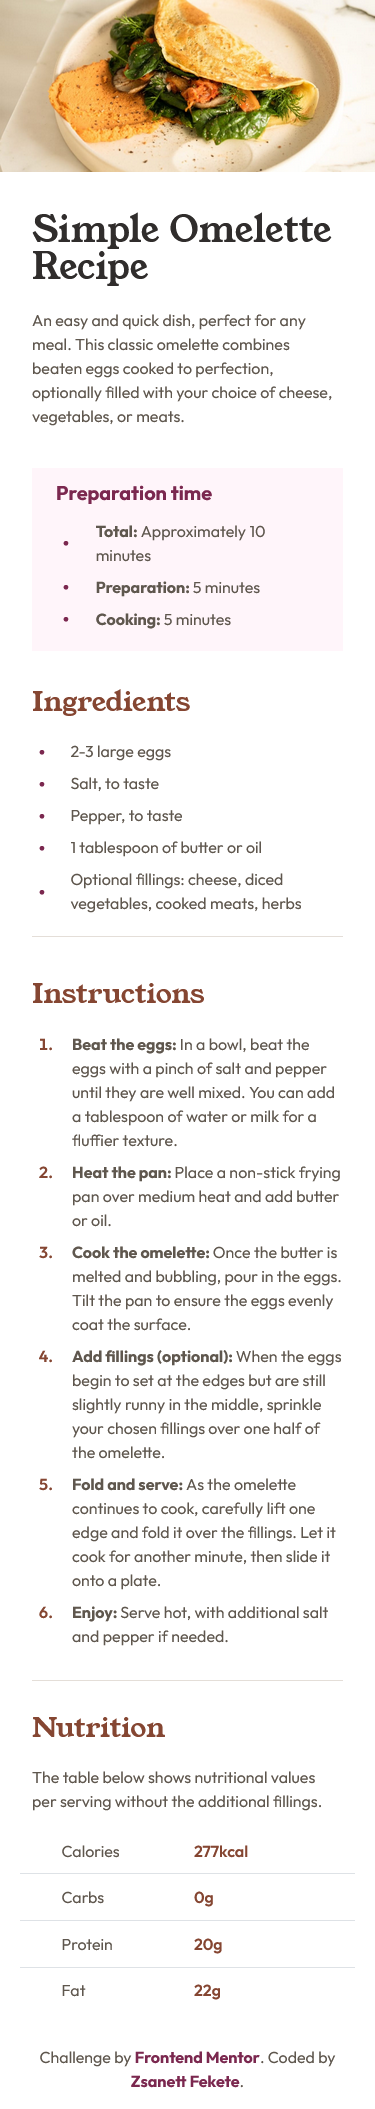 Simple Omelette
Recipe
An easy and quick dish, perfect for any
meal. This classic omelette combines
beaten eggs cooked to perfection,
optionally filled with your choice of cheese,
vegetables, or meats.
Preparation time
• Total: Approximately 10
minutes
• Preparation: 5 minutes
• Cooking: 5 minutes
Ingredients
• 2-3 large eggs
• Salt, to taste
• Pepper, to taste
• 1 tablespoon of butter or oil
• Optional fillings: cheese, diced
vegetables, cooked meats, herbs
Instructions
1. Beat the eggs: In a bowl, beat the
eggs with a pinch of salt and pepper
until they are well mixed. You can add
a tablespoon of water or milk for a
fluffier texture.
2. Heat the pan: Place a non-stick frying
pan over medium heat and add butter
or oil.
3. Cook the omelette: Once the butter is
melted and bubbling, pour in the eggs.
Tilt the pan to ensure the eggs evenly
coat the surface.
4. Add fillings (optional): When the eggs
begin to set at the edges but are still
slightly runny in the middle, sprinkle
your chosen fillings over one half of
the omelette.
5. Fold and serve: As the omelette
continues to cook, carefully lift one
edge and fold it over the fillings. Let it
cook for another minute, then slide it
onto a plate.
6. Enjoy: Serve hot, with additional salt
and pepper if needed.
Nutrition
The table below shows nutritional values
per serving without the additional fillings.
Calories 277kcal
Carbs 0g
Protein 20g
Fat 22g
Challenge by Frontend Mentor. Coded by
Zsanett Fekete.